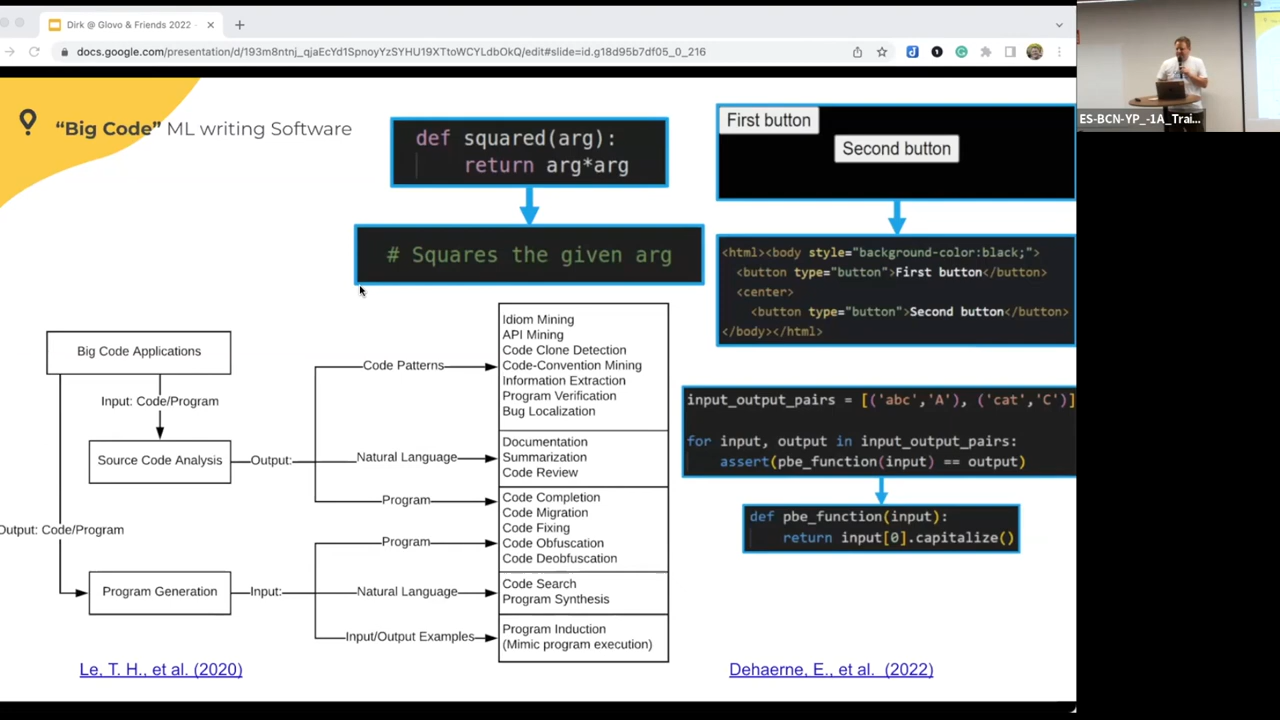 Dirk @ Glovo & Friends 2022 -
docs.google.com/presentation/d/193m8ntnj_qjaEcYd1SpnoyYzSYHU19XTtoWCYLdbOkQ/edit#slide=id.g18d95b7df05_0_216
ES-BCN-YP_-1A_Trai...
“Big Code” ML writing Software
def squared(arg):
return arg*arg
# Squares the given arg
First button
Second button
<html><body style="background-color:black;">
<button type="button">First button</button>
<center>
<button type="button">Second button</button>
</body></html>
input_output_pairs = [('abc','A'), ('cat','C')]
for input, output in input_output_pairs:
assert(pbe_function(input) == output)
def pbe_function(input):
return input[0].capitalize()
Big Code Applications
Input: Code/Program
Source Code Analysis
Output:
Output: Code/Program
Program Generation
Input:
Code Patterns
Idiom Mining
API Mining
Code Clone Detection
Code-Convention Mining
Information Extraction
Program Verification
Bug Localization
Natural Language
Documentation
Summarization
Code Review
Program
Code Completion
Code Migration
Code Fixing
Program
Code Obfuscation
Code Deobfuscation
Natural Language
Code Search
Program Synthesis
Input/Output Examples
Program Induction
(Mimic program execution)
Le, T. H., et al. (2020)
Dehaerne, E., et al. (2022)